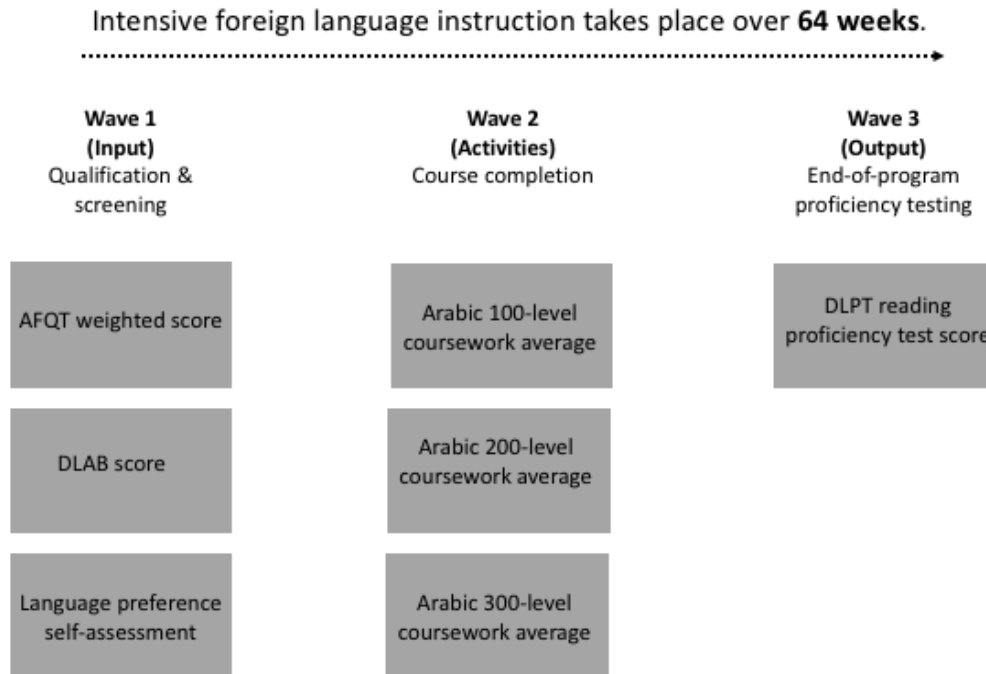 Intensive foreign language instruction takes place over 64 weeks.
Wave 1
(Input)
Qualification &
screening
Wave 2
(Activities)
Course completion
Wave 3
(Output)
End-of-program
proficiency testing
AFQT weighted score
Arabic 100-level
coursework average
DLPT reading
proficiency test score
DLAB score
Arabic 200-level
coursework average
Language preference
self-assessment
Arabic 300-level
coursework average